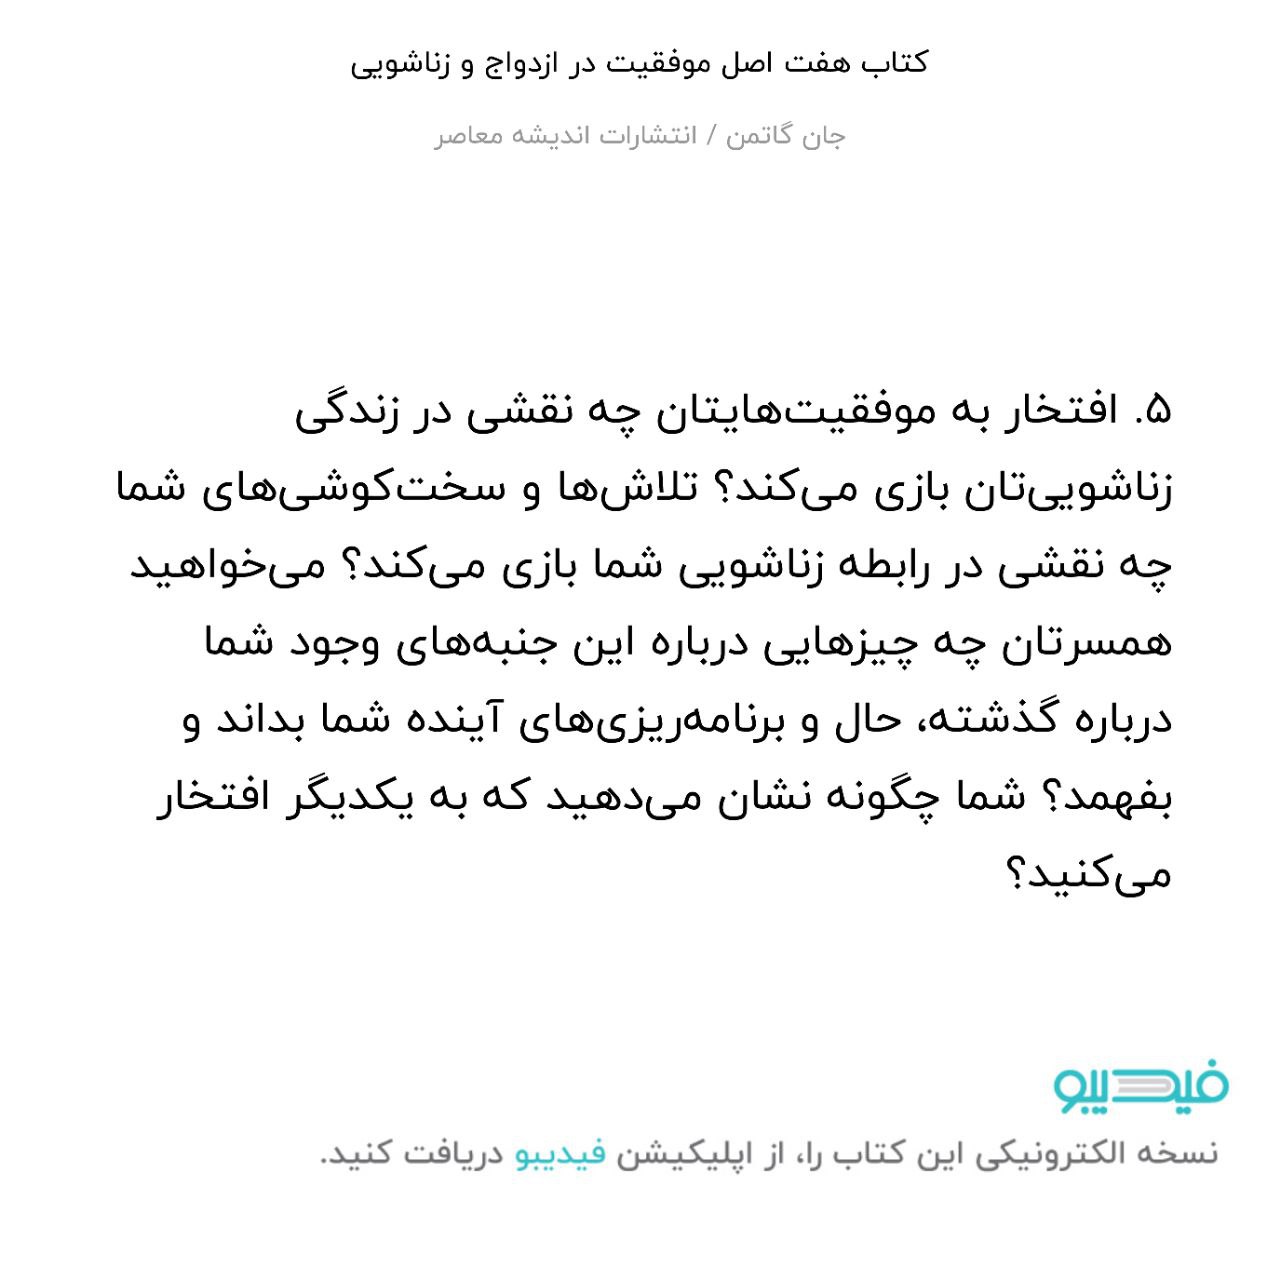 کتاب هفت اصل موفقیت در ازدواج و زناشویی
جان گاتمن / انتشارات اندیشه معاصر
۵. افتخار به موفقیت‌هایتان چه نقشی در زندگی
زناشویی‌تان بازی می‌کند؟ تلاش‌ها و سخت‌کوشی‌های شما
چه نقشی در رابطه زناشویی شما بازی می‌کند؟ می‌خواهید
همسرتان چه چیزهایی درباره این جنبه‌های وجود شما
درباره گذشته، حال و برنامه‌ریزی‌های آینده شما بداند و
بفهمد؟ شما چگونه نشان می‌دهید که به یکدیگر افتخار
می‌کنید؟
فیدیبو
نسخه الکترونیکی این کتاب را، از اپلیکیشن فیدیبو دریافت کنید.